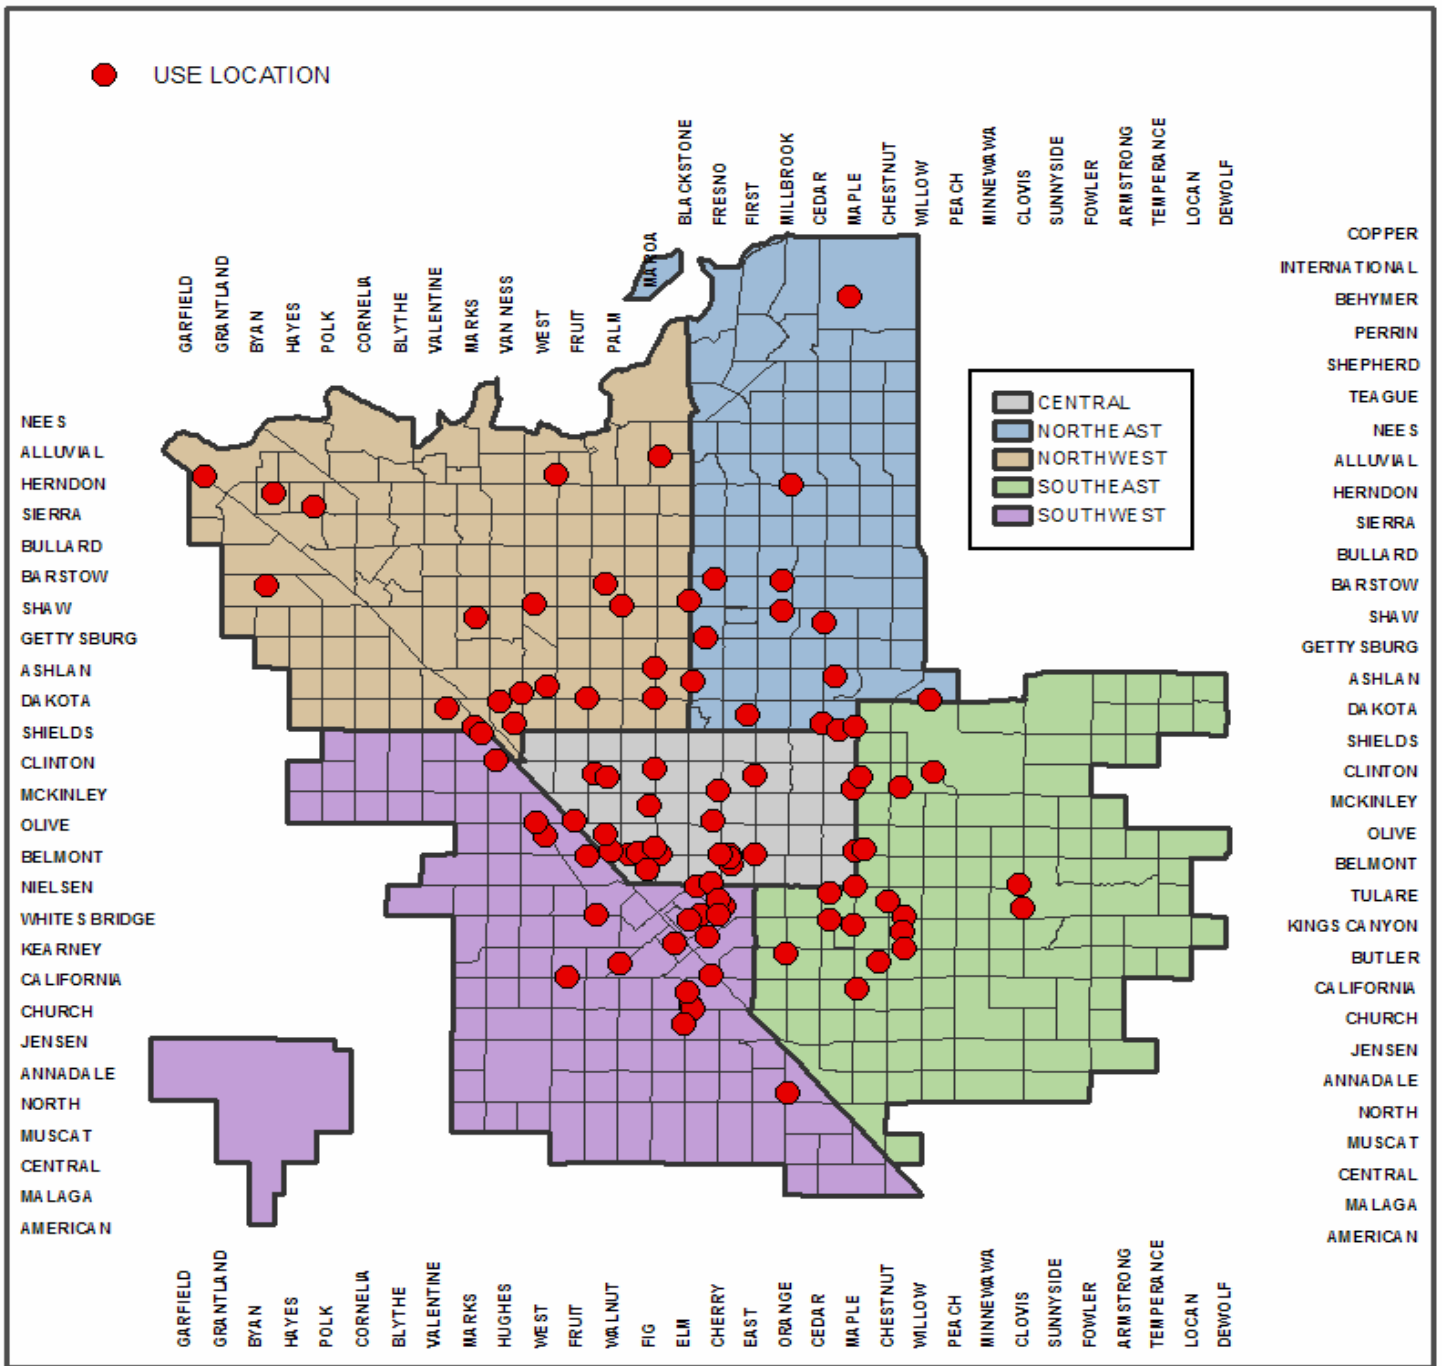 USE LOCATION
BLACKSTONE
FRESNO
FIRST
MILLBROOK
CEDAR
MAPLE
CHESTNUT
WILLOW
PEACH
MINNEWAWA
CLOVIS
SUNNYSIDE
FOWLER
ARMSTRONG
TEMPERANCE
LOCAN
DEWOLF
MAROA
GARFIELD
GRANTLAND
BYAN
HAYES
POLK
CORNELIA
BLYTHE
VALENTINE
MARKS
VAN NESS
WEST
FRUIT
PALM
COPPER
INTERNATIONAL
BEHYMER
PERRIN
SHEPHERD
TEAGUE
NEES
ALLUVIAL
HERNDON
SIERRA
BULLARD
BARSTOW
SHAW
GETTYSBURG
ASHLAN
DAKOTA
SHIELDS
CLINTON
MCKINLEY
OLIVE
BELMONT
TULARE
KINGS CANYON
BUTLER
CALIFORNIA
CHURCH
JENSEN
ANNADALE
NORTH
MUSCAT
CENTRAL
MALAGA
AMERICAN
CENTRAL
NORTHEAST
NORTHWEST
SOUTHEAST
SOUTHWEST
NEES
ALLUVIAL
HERNDON
SIERRA
BULLARD
BARSTOW
SHAW
GETTYSBURG
ASHLAN
DAKOTA
SHIELDS
CLINTON
MCKINLEY
OLIVE
BELMONT
NIELSEN
WHITESBRIDGE
KEARNEY
CALIFORNIA
CHURCH
JENSEN
ANNADALE
NORTH
MUSCAT
CENTRAL
MALAGA
AMERICAN
GARFIELD
GRANTLAND
BYAN
HAYES
POLK
CORNELIA
BLYTHE
VALENTINE
MARKS
HUGHES
WEST
FRUIT
WALNUT
FIG
ELM
CHERRY
EAST
ORANGE
CEDAR
MAPLE
CHESTNUT
WILLOW
PEACH
MINNEWAWA
CLOVIS
SUNNYSIDE
FOWLER
ARMSTRONG
TEMPERANCE
LOCAN
DEWOLF